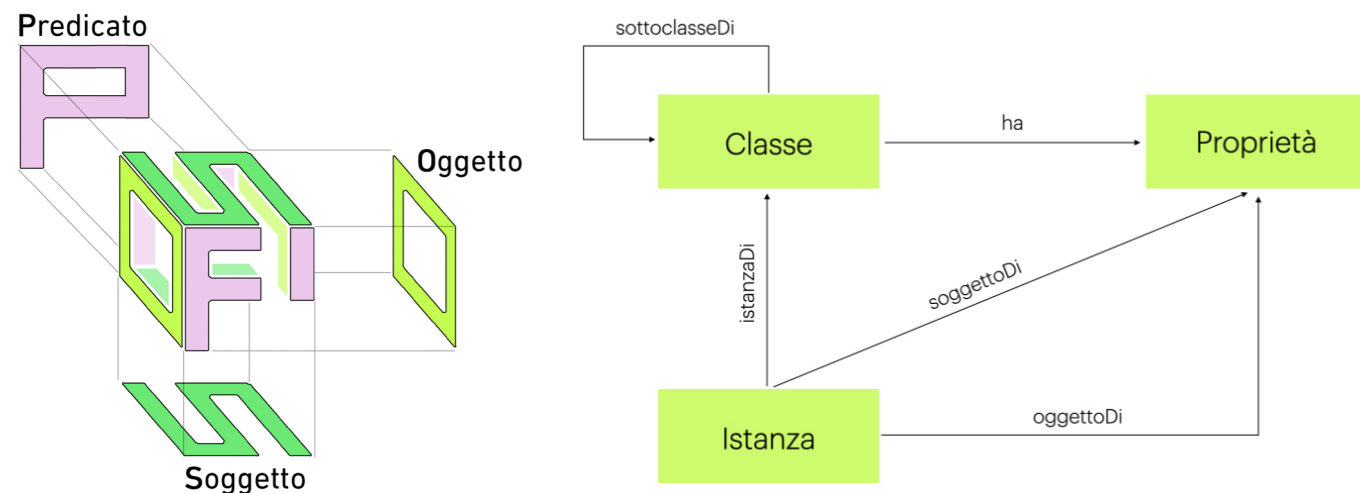 Predicato
Oggetto
Soggetto
sottoclasseDi
Classe
ha
Proprietà
istanzaDi
soggettoDi
oggettoDi
Istanza